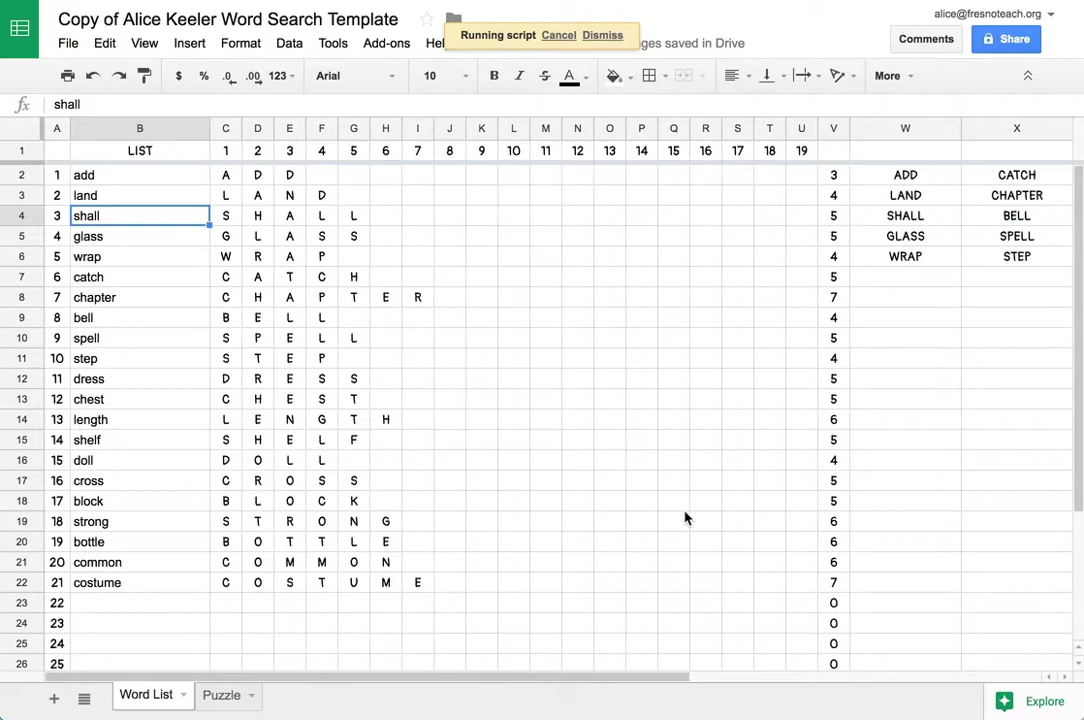 Copy of Alice Keeler Word Search Template
alice@fresnoteach.org
File Edit View Insert Format Data Tools Add-ons Hel Running script Cancel Dismiss ges saved in Drive Comments Share
$ % .0 .00 123 Arial 10 B I S A More
fx shall
A B C D E F G H I J K L M N O P Q R S T U V W X
1 LIST 1 2 3 4 5 6 7 8 9 10 11 12 13 14 15 16 17 18 19
2 1 add A D D 3 ADD CATCH
3 2 land L A N D 4 LAND CHAPTER
4 3 shall S H A L L 5 SHALL BELL
5 4 glass G L A S S 5 GLASS SPELL
6 5 wrap W R A P 4 WRAP STEP
7 6 catch C A T C H 5
8 7 chapter C H A P T E R 7
9 8 bell B E L L 4
10 9 spell S P E L L 5
11 10 step S T E P 4
12 11 dress D R E S S 5
13 12 chest C H E S T 5
14 13 length L E N G T H 6
15 14 shelf S H E L F 5
16 15 doll D O L L 4
17 16 cross C R O S S 5
18 17 block B L O C K 5
19 18 strong S T R O N G 6
20 19 bottle B O T T L E 6
21 20 common C O M M O N 6
22 21 costume C O S T U M E 7
23 22 0
24 23 0
25 24 0
26 25 0
Word List Puzzle Explore